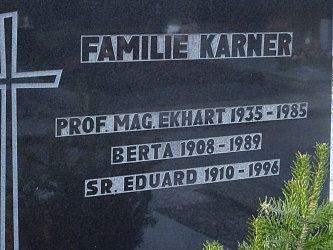 FAMILIE KARNER
PROF. MAG. EKHART 1935-1985
BERTA 1908-1989
SR. EDUARD 1910-1996